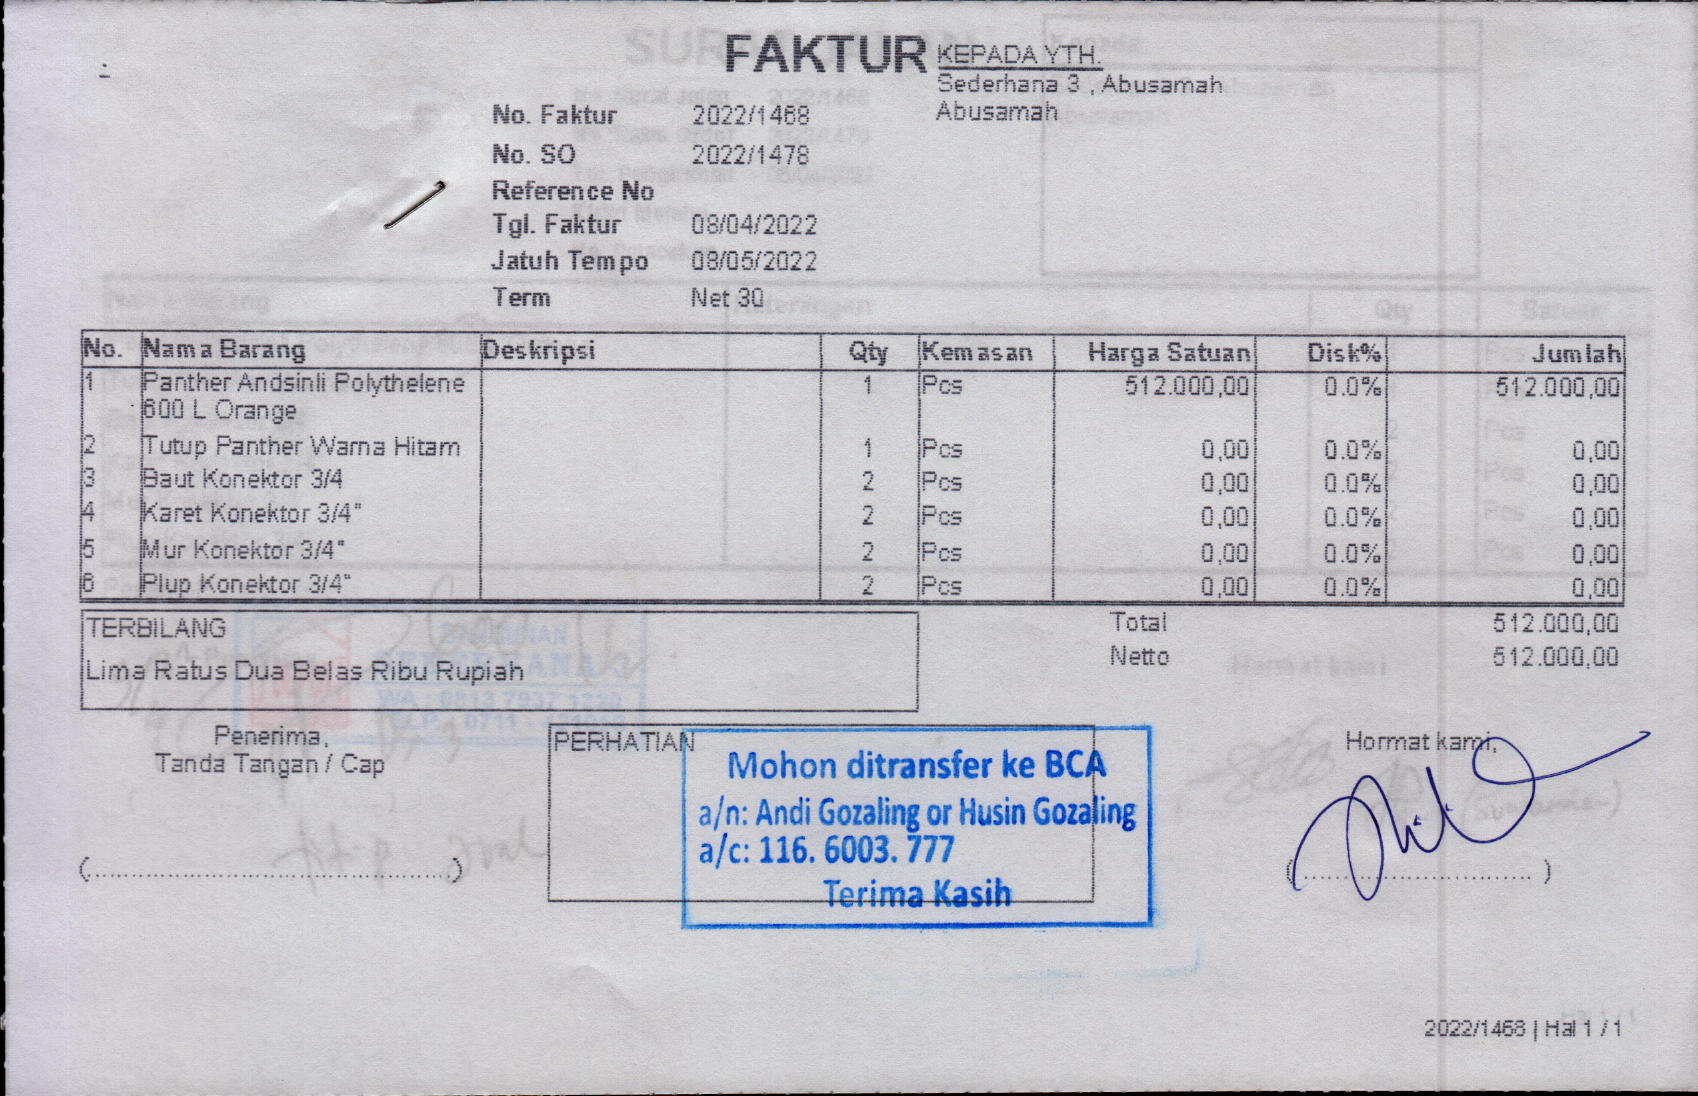 FAKTUR
KEPADA YTH.
Sederhana 3 , Abusamah
Abusamah
No. Faktur 2022/1468
No. SO 2022/1478
Reference No
Tgl. Faktur 08/04/2022
Jatuh Tempo 08/05/2022
Term Net 30
No. Nama Barang Deskripsi Qty Kemasan Harga Satuan Disk% Jumlah
1 Panther Andsinli Polythelene 1 Pcs 512.000,00 0.0% 512.000,00
600 L Orange
2 Tutup Panther Warna Hitam 1 Pcs 0,00 0.0% 0,00
3 Baut Konektor 3/4 2 Pcs 0,00 0.0% 0,00
4 Karet Konektor 3/4" 2 Pcs 0,00 0.0% 0,00
5 Mur Konektor 3/4" 2 Pcs 0,00 0.0% 0,00
6 Plup Konektor 3/4" 2 Pcs 0,00 0.0% 0,00
TERBILANG
Lima Ratus Dua Belas Ribu Rupiah
Total 512.000,00
Netto 512.000,00
Penerima,
Tanda Tangan / Cap
(................................................)
PERHATIAN
Mohon ditransfer ke BCA
a/n: Andi Gozaling or Husin Gozaling
a/c: 116. 6003. 777
Terima Kasih
Hormat kami,
(................................ )
2022/1468 | Hal 1 / 1